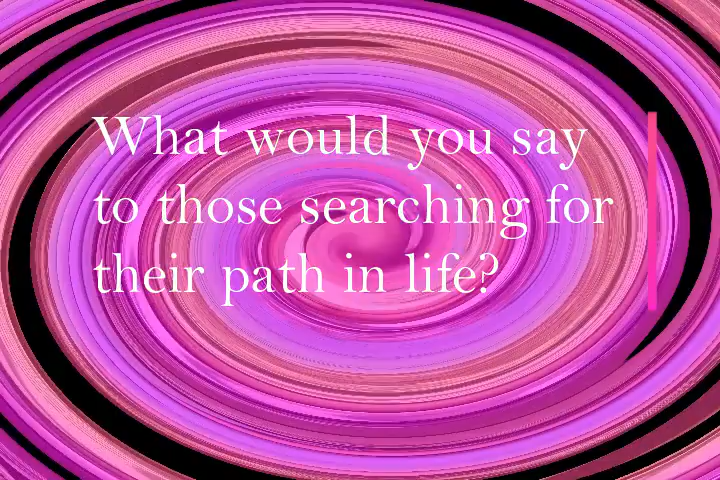 What would you say
to those searching for
their path in life?